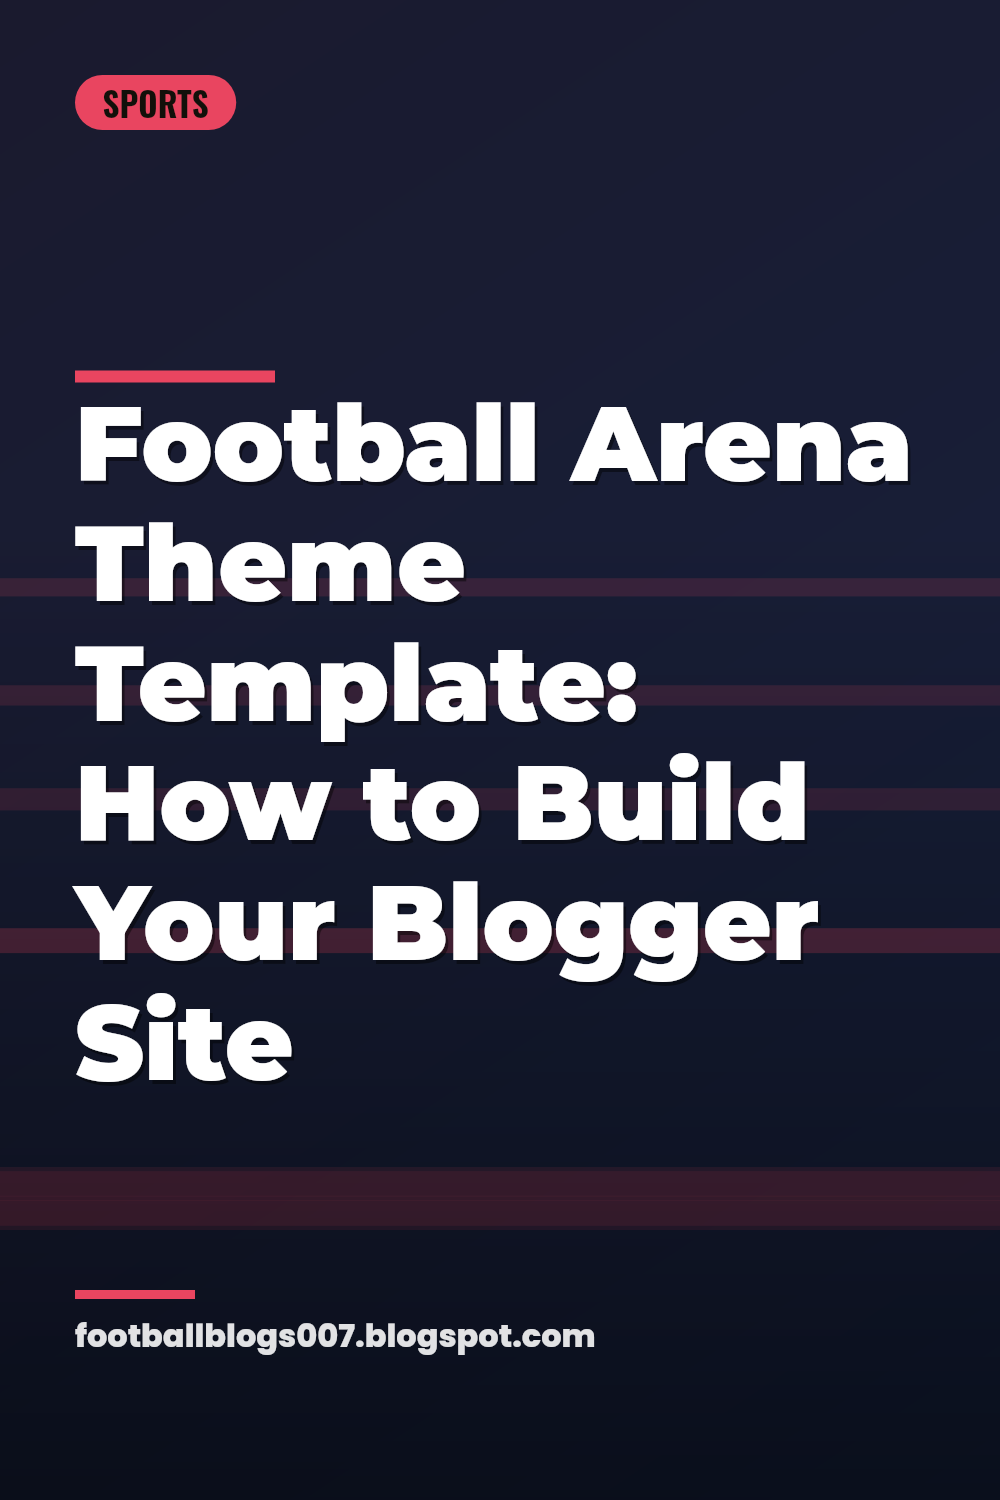 SPORTS
Football Arena
Theme
Template:
How to Build
Your Blogger
Site
footballblogs007.blogspot.com